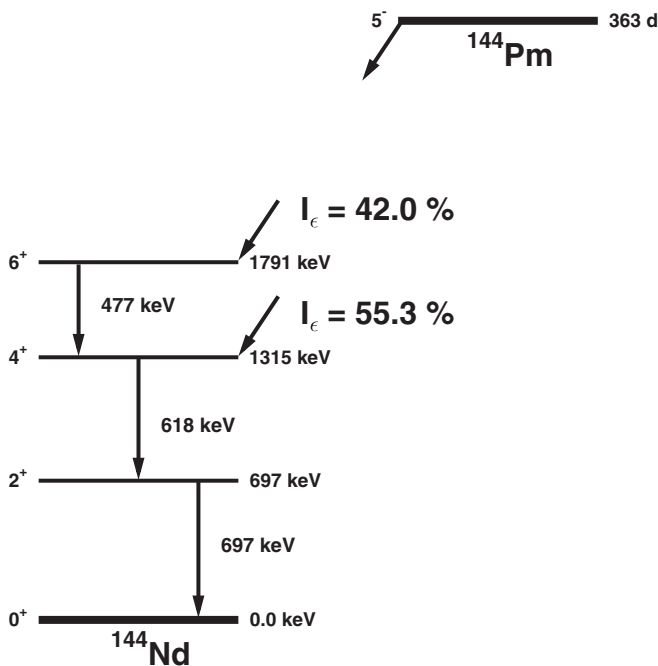 5⁻ 363 d
¹⁴⁴Pm
I_ϵ = 42.0 %
6⁺ 1791 keV
477 keV
I_ϵ = 55.3 %
4⁺ 1315 keV
618 keV
2⁺ 697 keV
697 keV
0⁺ 0.0 keV
¹⁴⁴Nd